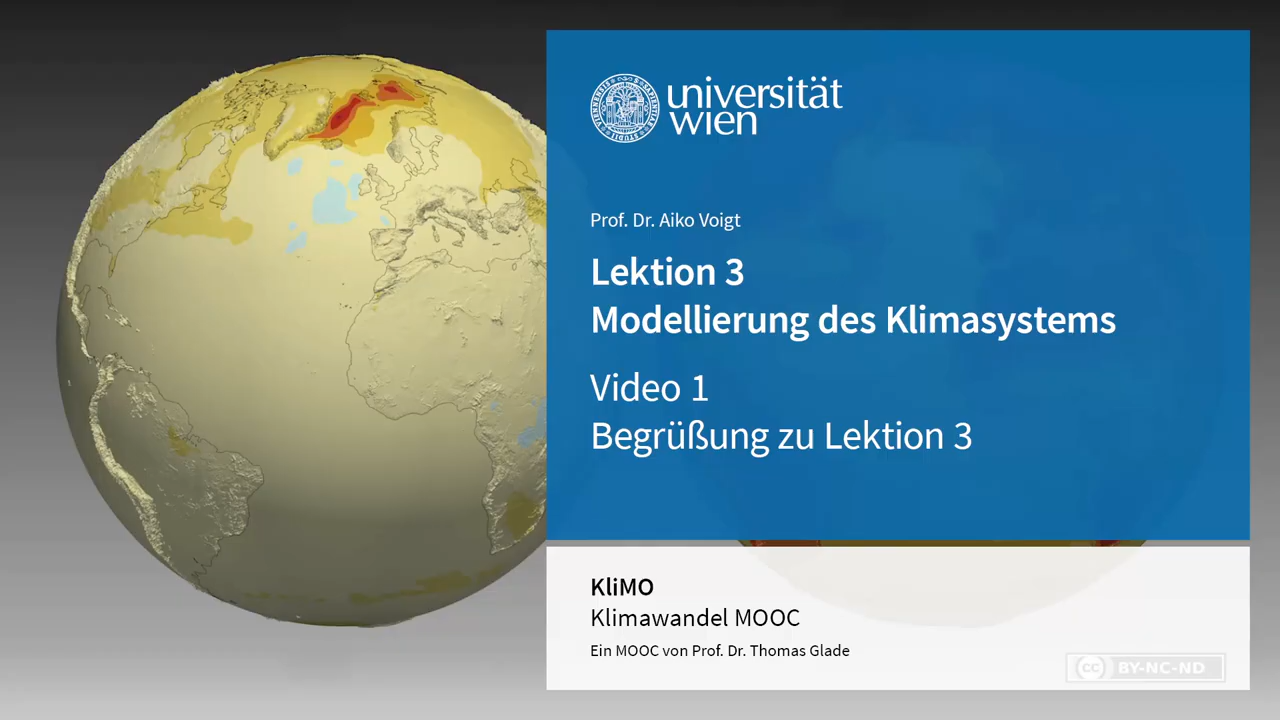 universität
wien
Prof. Dr. Aiko Voigt
Lektion 3
Modellierung des Klimasystems
Video 1
Begrüßung zu Lektion 3
KliMO
Klimawandel MOOC
Ein MOOC von Prof. Dr. Thomas Glade
cc BY-NC-ND